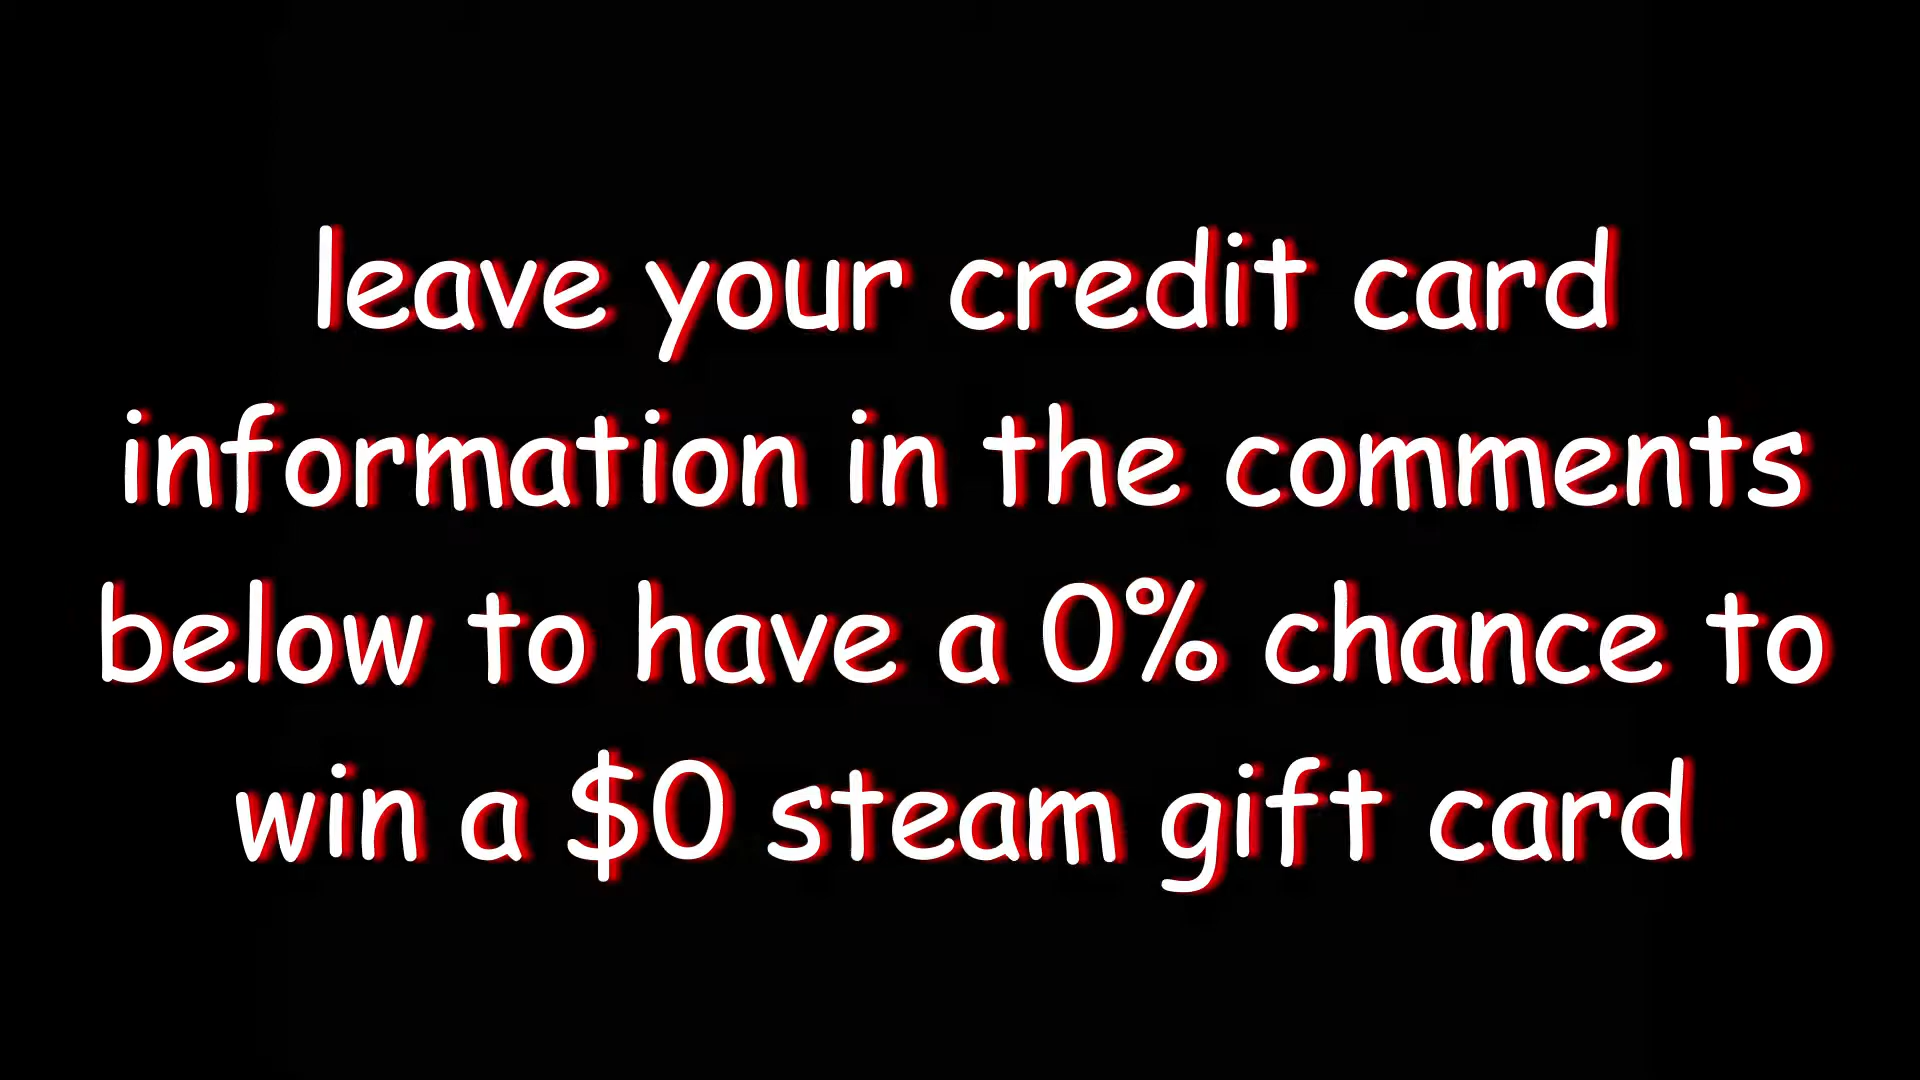 leave your credit card
information in the comments
below to have a 0% chance to
win a $0 steam gift card